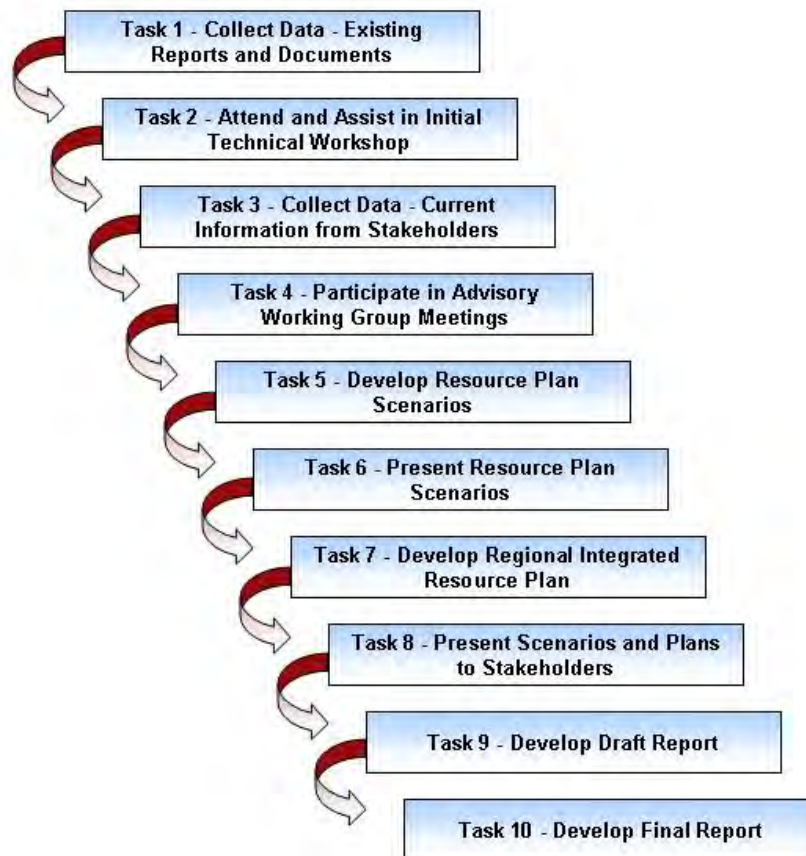 Task 1 - Collect Data - Existing
Reports and Documents
Task 2 - Attend and Assist in Initial
Technical Workshop
Task 3 - Collect Data - Current
Information from Stakeholders
Task 4 - Participate in Advisory
Working Group Meetings
Task 5 - Develop Resource Plan
Scenarios
Task 6 - Present Resource Plan
Scenarios
Task 7 - Develop Regional Integrated
Resource Plan
Task 8 - Present Scenarios and Plans
to Stakeholders
Task 9 - Develop Draft Report
Task 10 - Develop Final Report